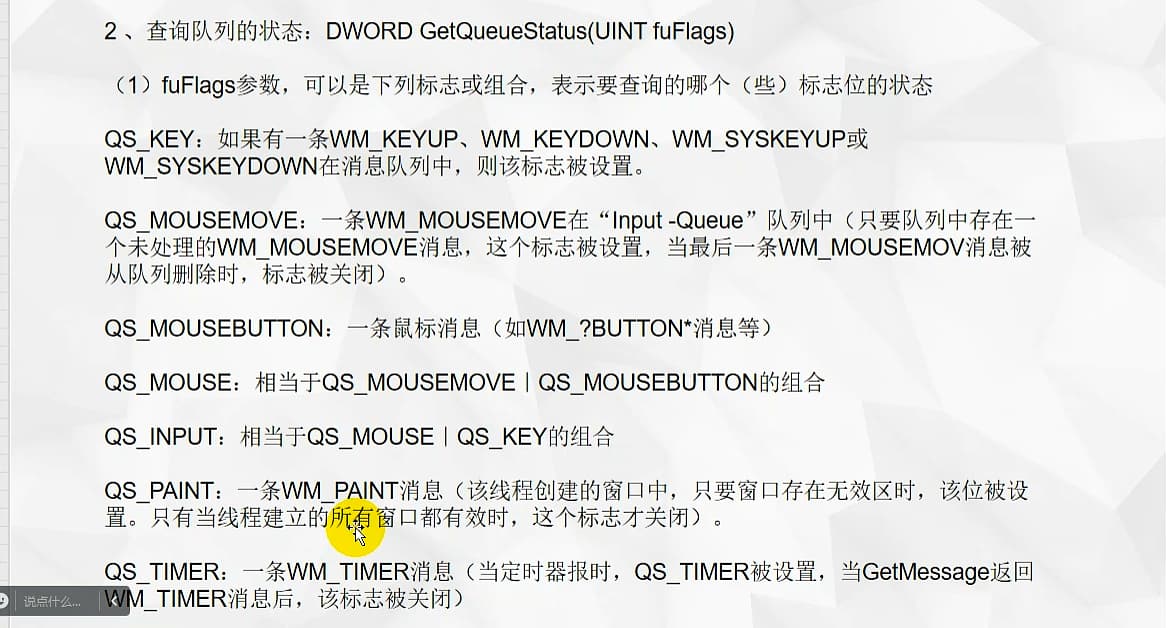 2 、查询队列的状态：DWORD GetQueueStatus(UINT fuFlags)
（1）fuFlags参数，可以是下列标志或组合，表示要查询的哪个（些）标志位的状态
QS_KEY：如果有一条WM_KEYUP、WM_KEYDOWN、WM_SYSKEYUP或
WM_SYSKEYDOWN在消息队列中，则该标志被设置。
QS_MOUSEMOVE：一条WM_MOUSEMOVE在“Input -Queue”队列中（只要队列中存在一
个未处理的WM_MOUSEMOVE消息，这个标志被设置，当最后一条WM_MOUSEMOV消息被
从队列删除时，标志被关闭）。
QS_MOUSEBUTTON：一条鼠标消息（如WM_?BUTTON*消息等）
QS_MOUSE：相当于QS_MOUSEMOVE｜QS_MOUSEBUTTON的组合
QS_INPUT：相当于QS_MOUSE｜QS_KEY的组合
QS_PAINT：一条WM_PAINT消息（该线程创建的窗口中，只要窗口存在无效区时，该位被设
置。只有当线程建立的所有窗口都有效时，这个标志才关闭）。
QS_TIMER：一条WM_TIMER消息（当定时器报时，QS_TIMER被设置，当GetMessage返回
WM_TIMER消息后，该标志被关闭）
说点什么...